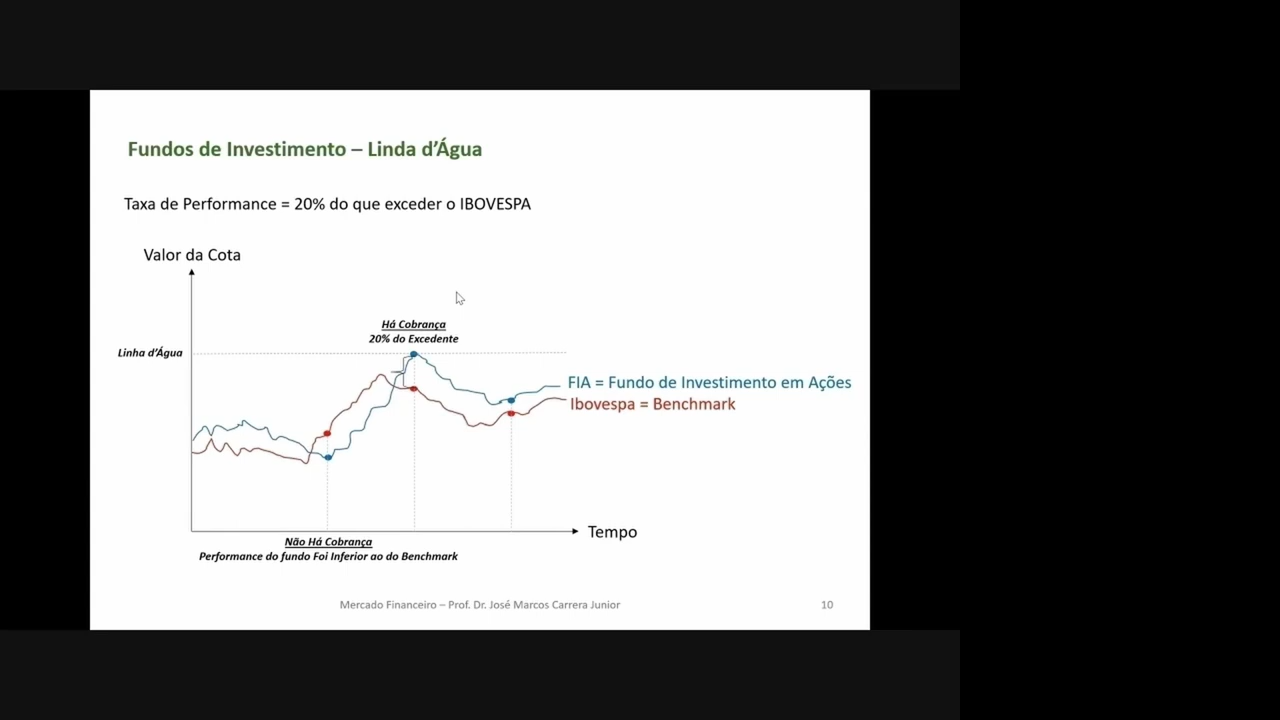 Fundos de Investimento – Linda d'Água
Taxa de Performance = 20% do que exceder o IBOVESPA
Valor da Cota
Há Cobrança
20% do Excedente
Linha d'Água
FIA = Fundo de Investimento em Ações
Ibovespa = Benchmark
Tempo
Não Há Cobrança
Performance do fundo Foi Inferior ao do Benchmark
Mercado Financeiro – Prof. Dr. José Marcos Carrera Junior
10